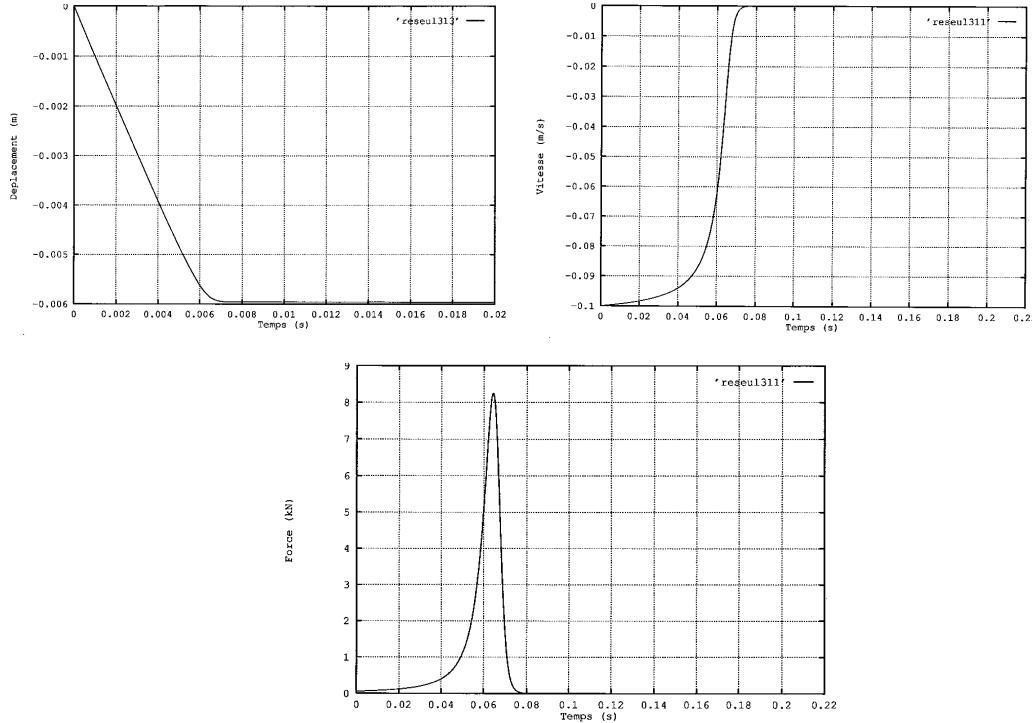 0
-0.001
-0.002
-0.003
-0.004
-0.005
-0.006
Deplacement (m)
'reseul313'
0 0.002 0.004 0.006 0.008 0.01 0.012 0.014 0.016 0.018 0.02
Temps (s)
0
-0.01
-0.02
-0.03
-0.04
-0.05
-0.06
-0.07
-0.08
-0.09
-0.1
Vitesse (m/s)
'reseul311'
0 0.02 0.04 0.06 0.08 0.1 0.12 0.14 0.16 0.18 0.2 0.22
Temps (s)
9
8
7
6
5
4
3
2
1
0
Force (kN)
'reseul311'
0 0.02 0.04 0.06 0.08 0.1 0.12 0.14 0.16 0.18 0.2 0.22
Temps (s)